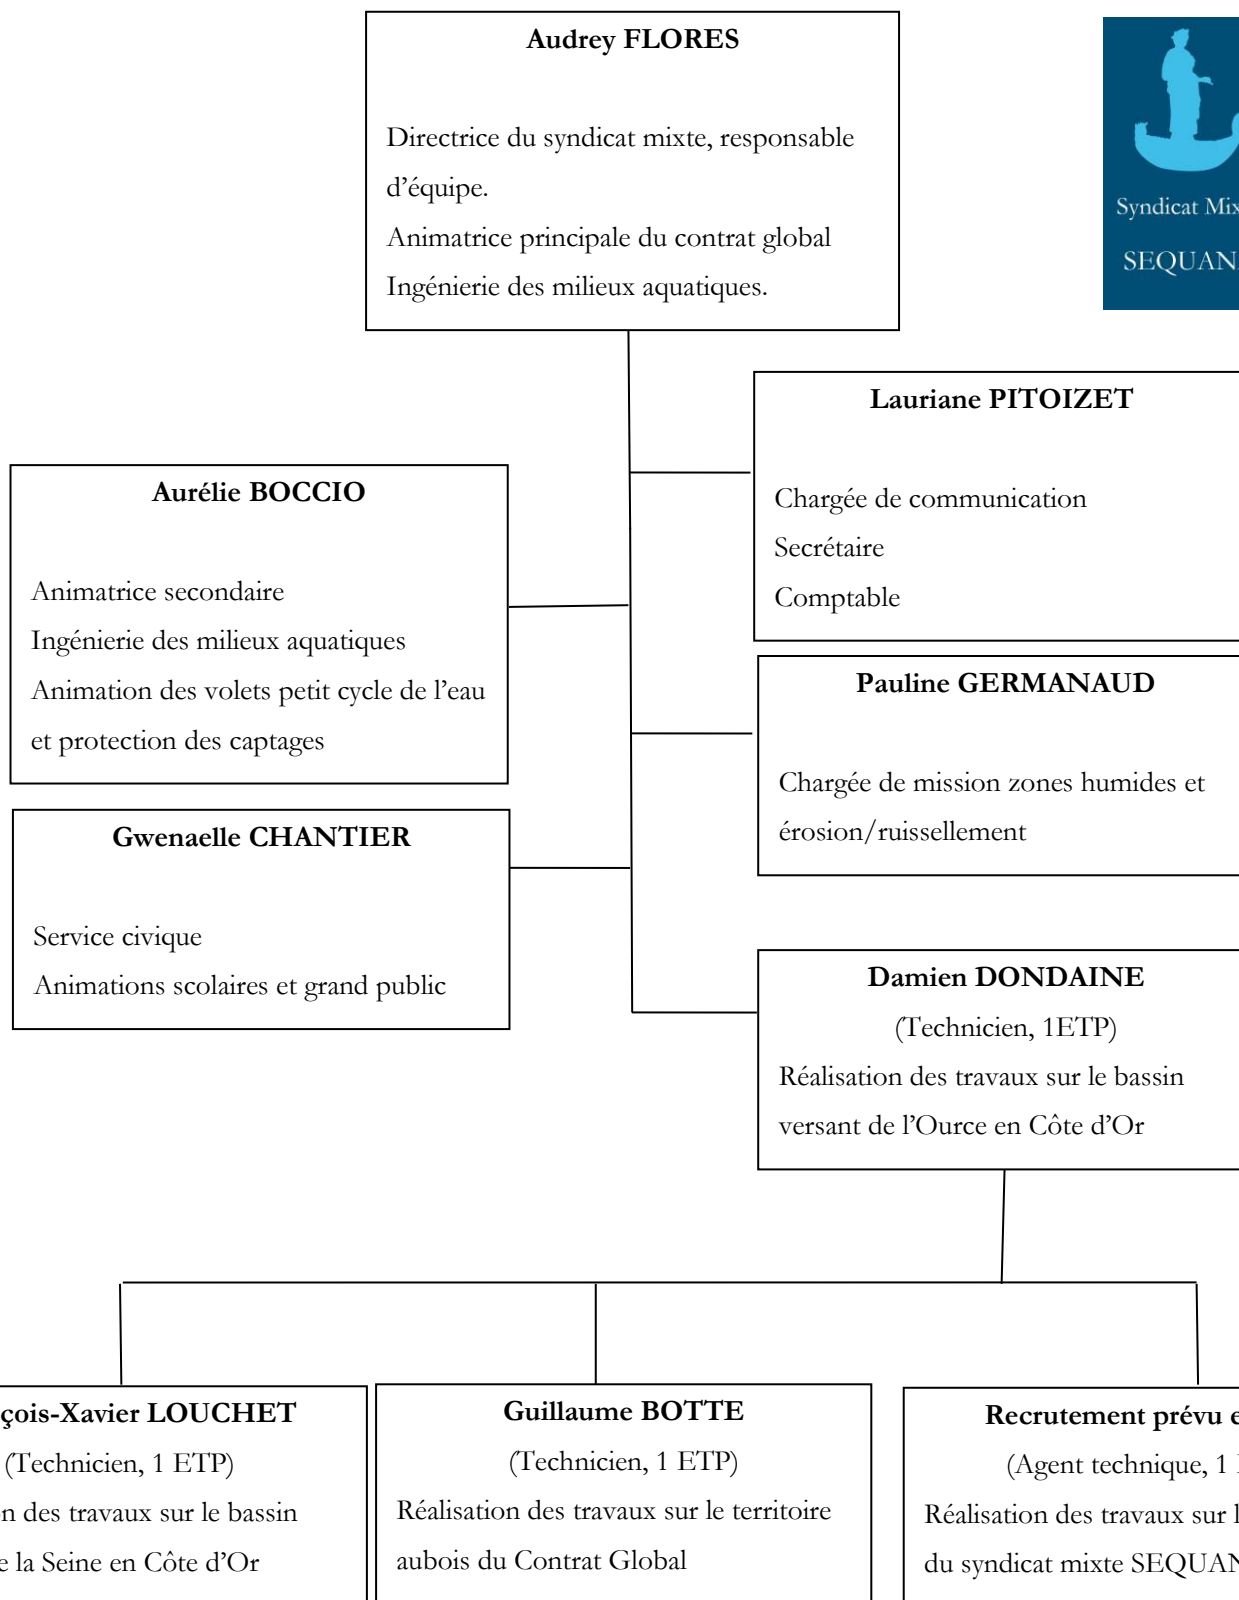 Audrey FLORES
Directrice du syndicat mixte, responsable
d’équipe.
Animatrice principale du contrat global
Ingénierie des milieux aquatiques.
Syndicat
SEQUAN
Lauriane PITOIZET
Chargée de communication
Secrétaire
Comptable
Aurélie BOCCIO
Animatrice secondaire
Ingénierie des milieux aquatiques
Animation des volets petit cycle de l’eau
et protection des captages
Pauline GERMANAUD
Chargée de mission zones humides et
érosion/ruissellement
Gwenaelle CHANTIER
Service civique
Animations scolaires et grand public
Damien DONDAINE
(Technicien, 1ETP)
Réalisation des travaux sur le bassin
versant de l’Ource en Côte d’Or
çois-Xavier LOUCHET
(Technicien, 1 ETP)
n des travaux sur le bassin
la Seine en Côte d’Or
Guillaume BOTTE
(Technicien, 1 ETP)
Réalisation des travaux sur le territoire
aubois du Contrat Global
Recrutement prévu e
(Agent technique, 1
Réalisation des travaux sur l
du syndicat mixte SEQUAN